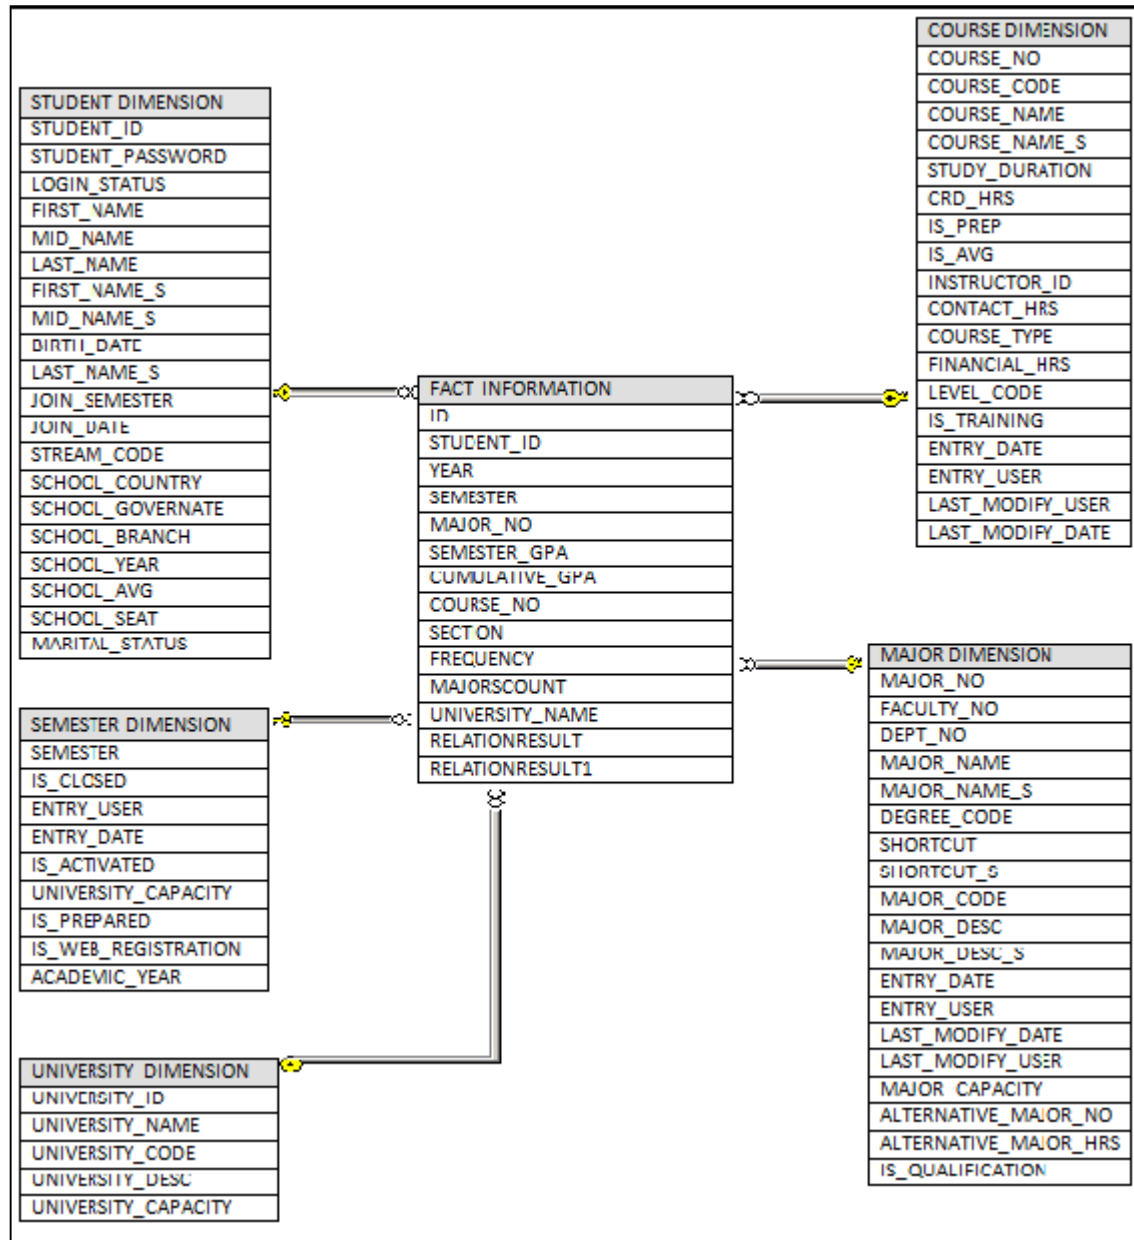 STUDENT DIMENSION
STUDENT_ID
STUDENT_PASSWORD
LOGIN_STATUS
FIRST_NAME
MID_NAME
LAST_NAME
FIRST_NAME_S
MID_NAME_S
BIRTH_DATE
LAST_NAME_S
JOIN_SEMESTER
JOIN_DATE
STREAM_CODE
SCHOOL_COUNTRY
SCHOOL_GOVERNATE
SCHOOL_BRANCH
SCHOOL_YEAR
SCHOOL_AVG
SCHOOL_SEAT
MARITAL_STATUS
SEMESTER DIMENSION
SEMESTER
IS_CLOSED
ENTRY_USER
ENTRY_DATE
IS_ACTIVATED
UNIVERSITY_CAPACITY
IS_PREPARED
IS_WEB_REGISTRATION
ACADEMIC_YEAR
UNIVERSITY DIMENSION
UNIVERSITY_ID
UNIVERSITY_NAME
UNIVERSITY_CODE
UNIVERSITY_DESC
UNIVERSITY_CAPACITY
FACT INFORMATION
ID
STUDENT_ID
YEAR
SEMESTER
MAJOR_NO
SEMESTER_GPA
CUMULATIVE_GPA
COURSE_NO
SECTION
FREQUENCY
MAJORSCOUNT
UNIVERSITY_NAME
RELATIONRESULT
RELATIONRESULT1
COURSE DIMENSION
COURSE_NO
COURSE_CODE
COURSE_NAME
COURSE_NAME_S
STUDY_DURATION
CRD_HRS
IS_PREP
IS_AVG
INSTRUCTOR_ID
CONTACT_HRS
COURSE_TYPE
FINANCIAL_HRS
LEVEL_CODE
IS_TRAINING
ENTRY_DATE
ENTRY_USER
LAST_MODIFY_USER
LAST_MODIFY_DATE
MAJOR DIMENSION
MAJOR_NO
FACULTY_NO
DEPT_NO
MAJOR_NAME
MAJOR_NAME_S
DEGREE_CODE
SHORTCUT
SHORTCUT_S
MAJOR_CODE
MAJOR_DESC
MAJOR_DESC_S
ENTRY_DATE
ENTRY_USER
LAST_MODIFY_DATE
LAST_MODIFY_USER
MAJOR_CAPACITY
ALTERNATIVE_MAJOR_NO
ALTERNATIVE_MAJOR_HRS
IS_QUALIFICATION